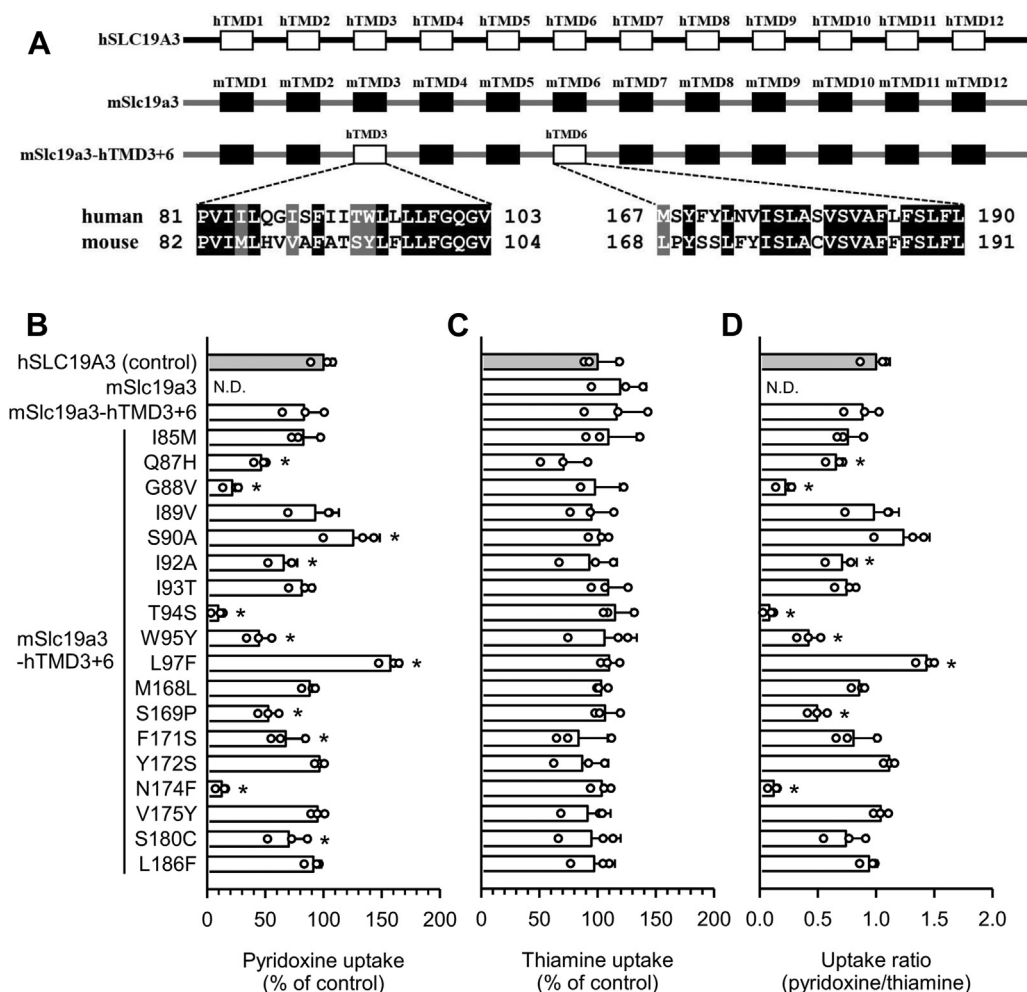 A
hTMD1 hTMD2 hTMD3 hTMD4 hTMD5 hTMD6 hTMD7 hTMD8 hTMD9 hTMD10 hTMD11 hTMD12
hSLC19A3
mTMD1 mTMD2 mTMD3 mTMD4 mTMD5 mTMD6 mTMD7 mTMD8 mTMD9 mTMD10 mTMD11 mTMD12
mSlc19a3
hTMD3 hTMD6
mSlc19a3-hTMD3+6
human 81 PVIILQGISFIITWLLLLFGQGV 103 167 MSYFYLNVISLASVSVAFLFSLFL 190
mouse 82 PVIMLHVVAFATSYLFLLFGQGV 104 168 LPYSSLFYISLACVSVAFFFSLFL 191
B C D
hSLC19A3 (control)
mSlc19a3 N.D. N.D.
mSlc19a3-hTMD3+6
I85M
Q87H * *
G88V * *
I89V
S90A *
I92A * *
I93T
T94S * *
W95Y * *
mSlc19a3
-hTMD3+6
L97F * *
M168L
S169P * *
F171S *
Y172S
N174F * *
V175Y
S180C *
L186F
0 50 100 150 200 0 50 100 150 200 0.0 0.5 1.0 1.5 2.0
Pyridoxine uptake Thiamine uptake Uptake ratio
(% of control) (% of control) (pyridoxine/thiamine)